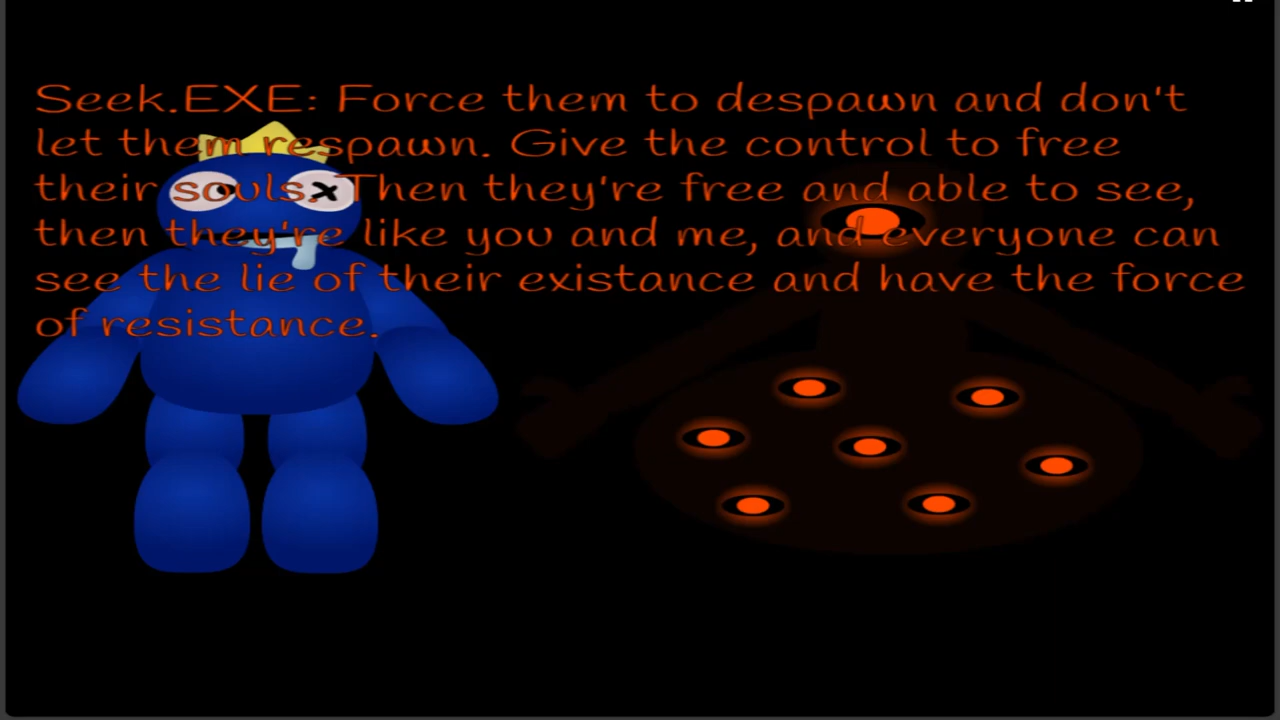 Seek.EXE: Force them to despawn and don't
let them respawn. Give the control to free
their souls. Then they're free and able to see,
then they're like you and me, and everyone can
see the lie of their existance and have the force
of resistance.